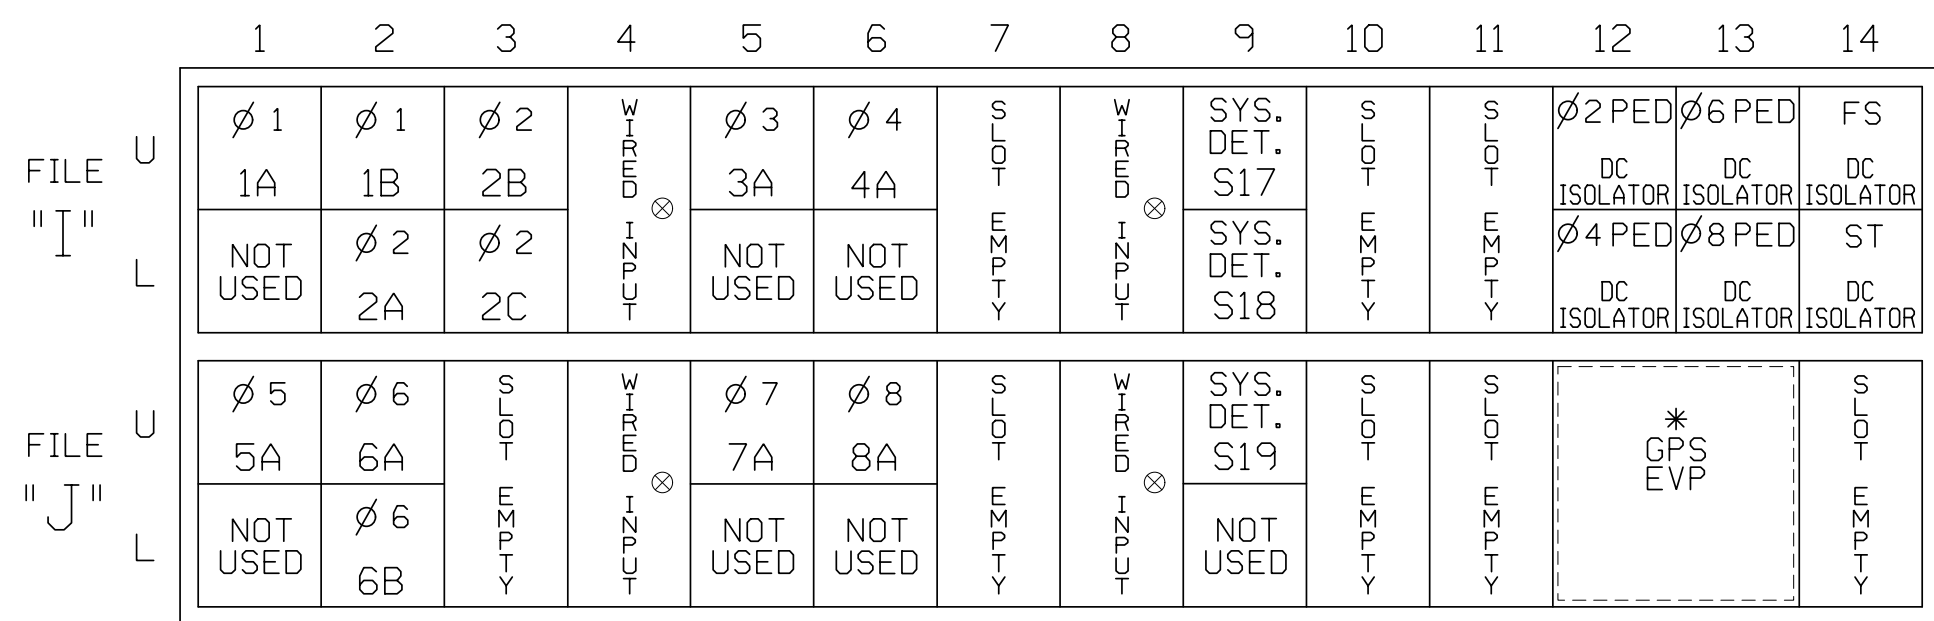 1 2 3 4 5 6 7 8 9 10 11 12 13 14
FILE "I"
U
∅ 1 1A
∅ 1 1B
∅ 2 2B
WIRED INPUT
∅ 3 3A
∅ 4 4A
SLOT EMPTY
WIRED INPUT
SYS. DET. S17
SLOT EMPTY
SLOT EMPTY
∅2 PED DC ISOLATOR
∅6 PED DC ISOLATOR
FS DC ISOLATOR
L
NOT USED
∅ 2 2A
∅ 2 2C
NOT USED
NOT USED
SYS. DET. S18
∅4 PED DC ISOLATOR
∅8 PED DC ISOLATOR
ST DC ISOLATOR
FILE "J"
U
∅ 5 5A
∅ 6 6A
SLOT EMPTY
WIRED INPUT
∅ 7 7A
∅ 8 8A
SLOT EMPTY
WIRED INPUT
SYS. DET. S19
SLOT EMPTY
SLOT EMPTY
* GPS EVP
SLOT EMPTY
L
NOT USED
∅ 6 6B
NOT USED
NOT USED
NOT USED